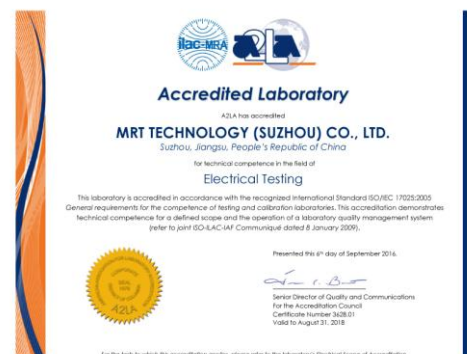 ilac-MRA
A2LA
Accredited Laboratory
A2LA has accredited
MRT TECHNOLOGY (SUZHOU) CO., LTD.
Suzhou, Jiangsu, People's Republic of China
for technical competence in the field of
Electrical Testing
This laboratory is accredited in accordance with the recognized International Standard ISO/IEC 17025:2005
General requirements for the competence of testing and calibration laboratories. This accreditation demonstrates
technical competence for a defined scope and the operation of a laboratory quality management system
(refer to joint ISO-ILAC-IAF Communiqué dated 8 January 2009).
Presented this 6th day of September 2016.
Senior Director of Quality and Communications
For the Accreditation Council
Certificate Number 3628.01
Valid to August 31, 2018
A2LA